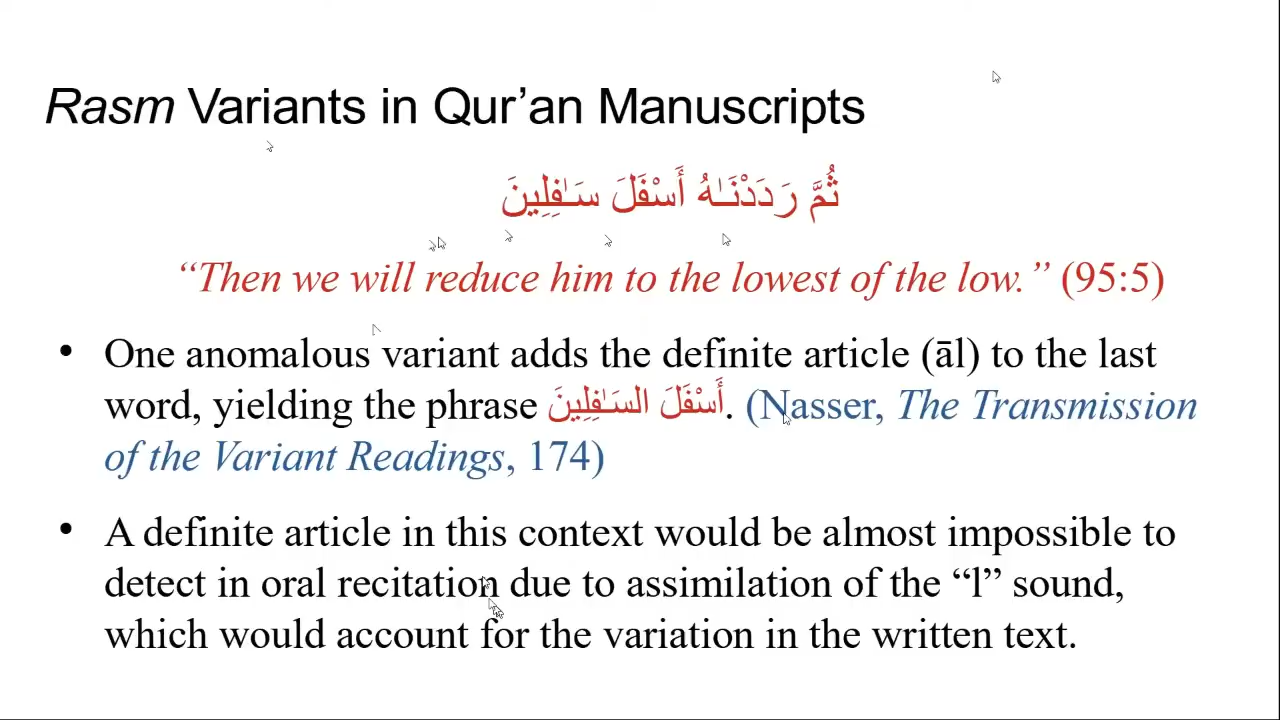 Rasm Variants in Qur’an Manuscripts
ثُمَّ رَدَدْنَـٰهُ أَسْفَلَ سَـٰفِلِينَ
“Then we will reduce him to the lowest of the low.” (95:5)
• One anomalous variant adds the definite article (āl) to the last
word, yielding the phrase أَسْفَلَ السَـٰفِلِينَ. (Nasser, The Transmission
of the Variant Readings, 174)
• A definite article in this context would be almost impossible to
detect in oral recitation due to assimilation of the “l” sound,
which would account for the variation in the written text.